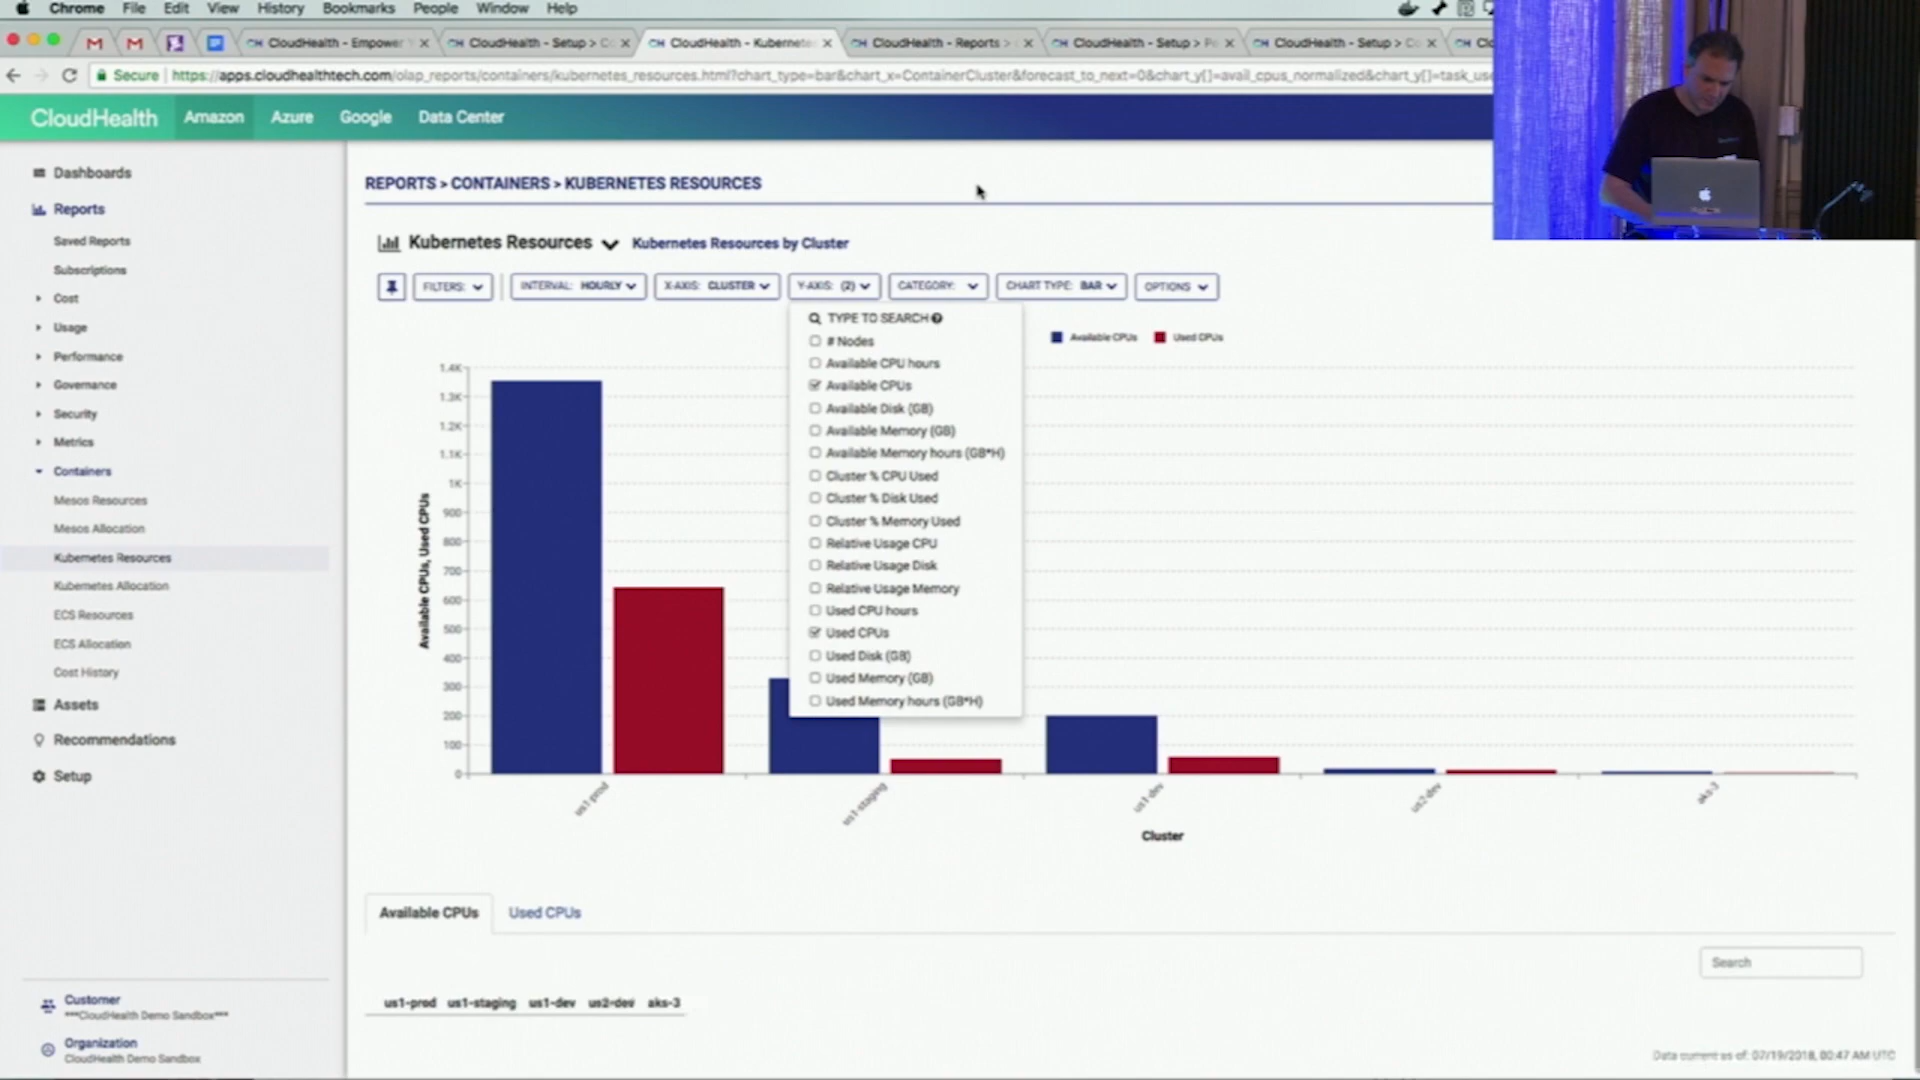 Chrome File Edit View History Bookmarks People Window Help
CloudHealth - Empower
CloudHealth - Setup > C
CloudHealth - Kubernete
CloudHealth - Reports >
CloudHealth - Setup > P
CloudHealth - Setup > Co
Secure https://apps.cloudhealthtech.com/olap_reports/containers/kubernetes_resources.html?chart_type=bar&chart_x=ContainerCluster&forecast_to_next=0&chart_y[]=avail_cpus_normalized&chart_y[]=task_use
CloudHealth Amazon Azure Google Data Center
Dashboards
Reports
Saved Reports
Subscriptions
Cost
Usage
Performance
Governance
Security
Metrics
Containers
Mesos Resources
Mesos Allocation
Kubernetes Resources
Kubernetes Allocation
ECS Resources
ECS Allocation
Cost History
Assets
Recommendations
Setup
Customer
***CloudHealth Demo Sandbox***
Organization
CloudHealth Demo Sandbox
REPORTS > CONTAINERS > KUBERNETES RESOURCES
Kubernetes Resources Kubernetes Resources by Cluster
FILTERS: INTERVAL: HOURLY X-AXIS: CLUSTER Y-AXIS: (2) CATEGORY: CHART TYPE: BAR OPTIONS
TYPE TO SEARCH
# Nodes
Available CPU hours
Available CPUs
Available Disk (GB)
Available Memory (GB)
Available Memory hours (GB*H)
Cluster % CPU Used
Cluster % Disk Used
Cluster % Memory Used
Relative Usage CPU
Relative Usage Disk
Relative Usage Memory
Used CPU hours
Used CPUs
Used Disk (GB)
Used Memory (GB)
Used Memory hours (GB*H)
Available CPUs Used CPUs
1.4K
1.3K
1.2K
1.1K
1K
900
800
700
600
500
400
300
200
100
0
Available CPUs, Used CPUs
us1-prod us1-staging us1-dev us2-dev aks-3
Cluster
Available CPUs Used CPUs
Search
us1-prod us1-staging us1-dev us2-dev aks-3
Data current as of: 07/19/2018, 00:47 AM UTC